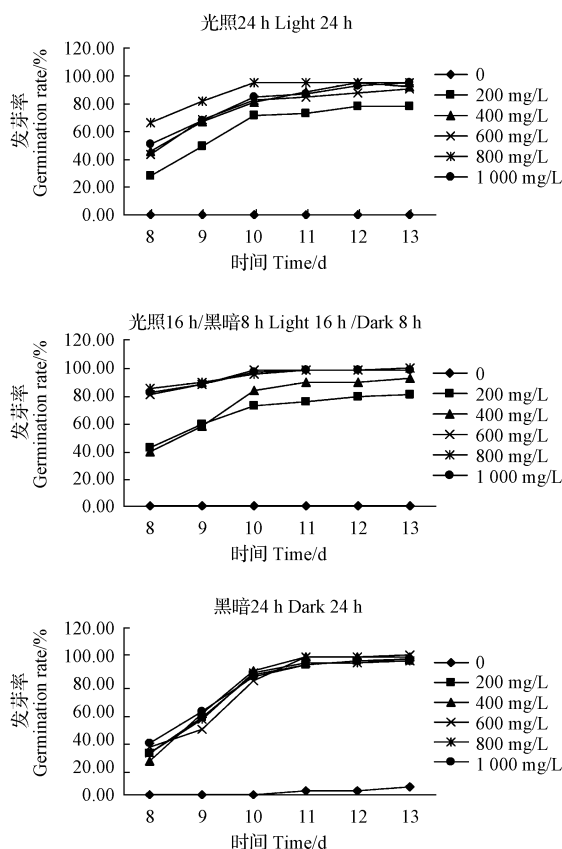 光照24 h Light 24 h
发芽率
Germination rate/%
120.00
100.00
80.00
60.00
40.00
20.00
0.00
8 9 10 11 12 13
时间 Time/d
0
200 mg/L
400 mg/L
600 mg/L
800 mg/L
1 000 mg/L
光照16 h/黑暗8 h Light 16 h /Dark 8 h
发芽率
Germination rate/%
120.00
100.00
80.00
60.00
40.00
20.00
0.00
8 9 10 11 12 13
时间 Time/d
0
200 mg/L
400 mg/L
600 mg/L
800 mg/L
1 000 mg/L
黑暗24 h Dark 24 h
发芽率
Germination rate/%
120.00
100.00
80.00
60.00
40.00
20.00
0.00
8 9 10 11 12 13
时间 Time/d
0
200 mg/L
400 mg/L
600 mg/L
800 mg/L
1 000 mg/L